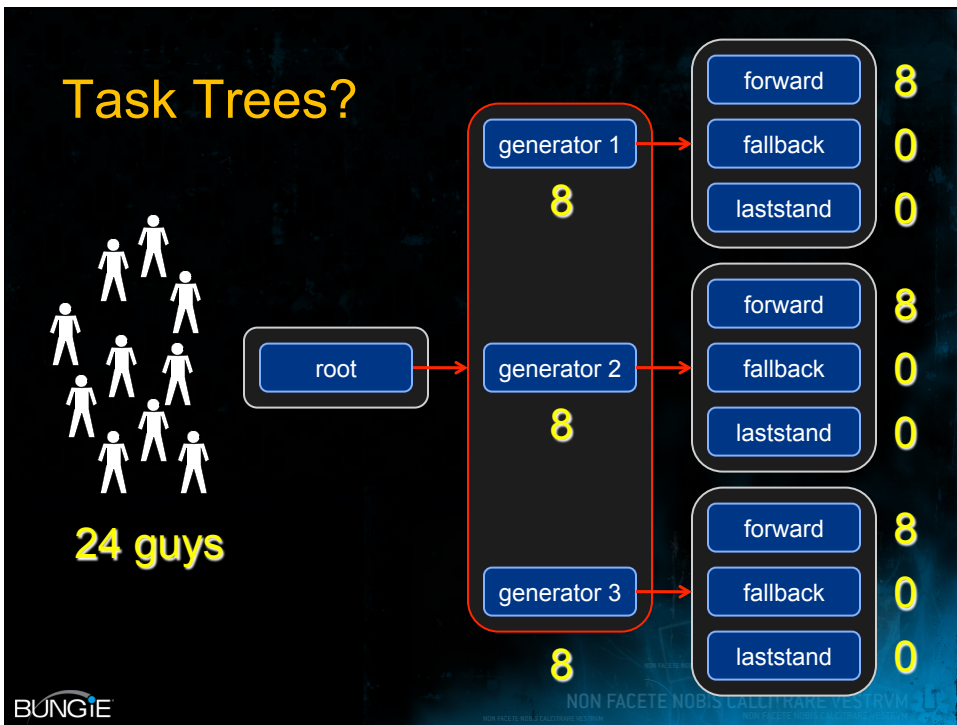 Task Trees?
24 guys
root
generator 1
8
generator 2
8
generator 3
8
forward 8
fallback 0
laststand 0
forward 8
fallback 0
laststand 0
forward 8
fallback 0
laststand 0
BUNGiE
NON FACETE NOBIS CALCITRARE VESTRVM